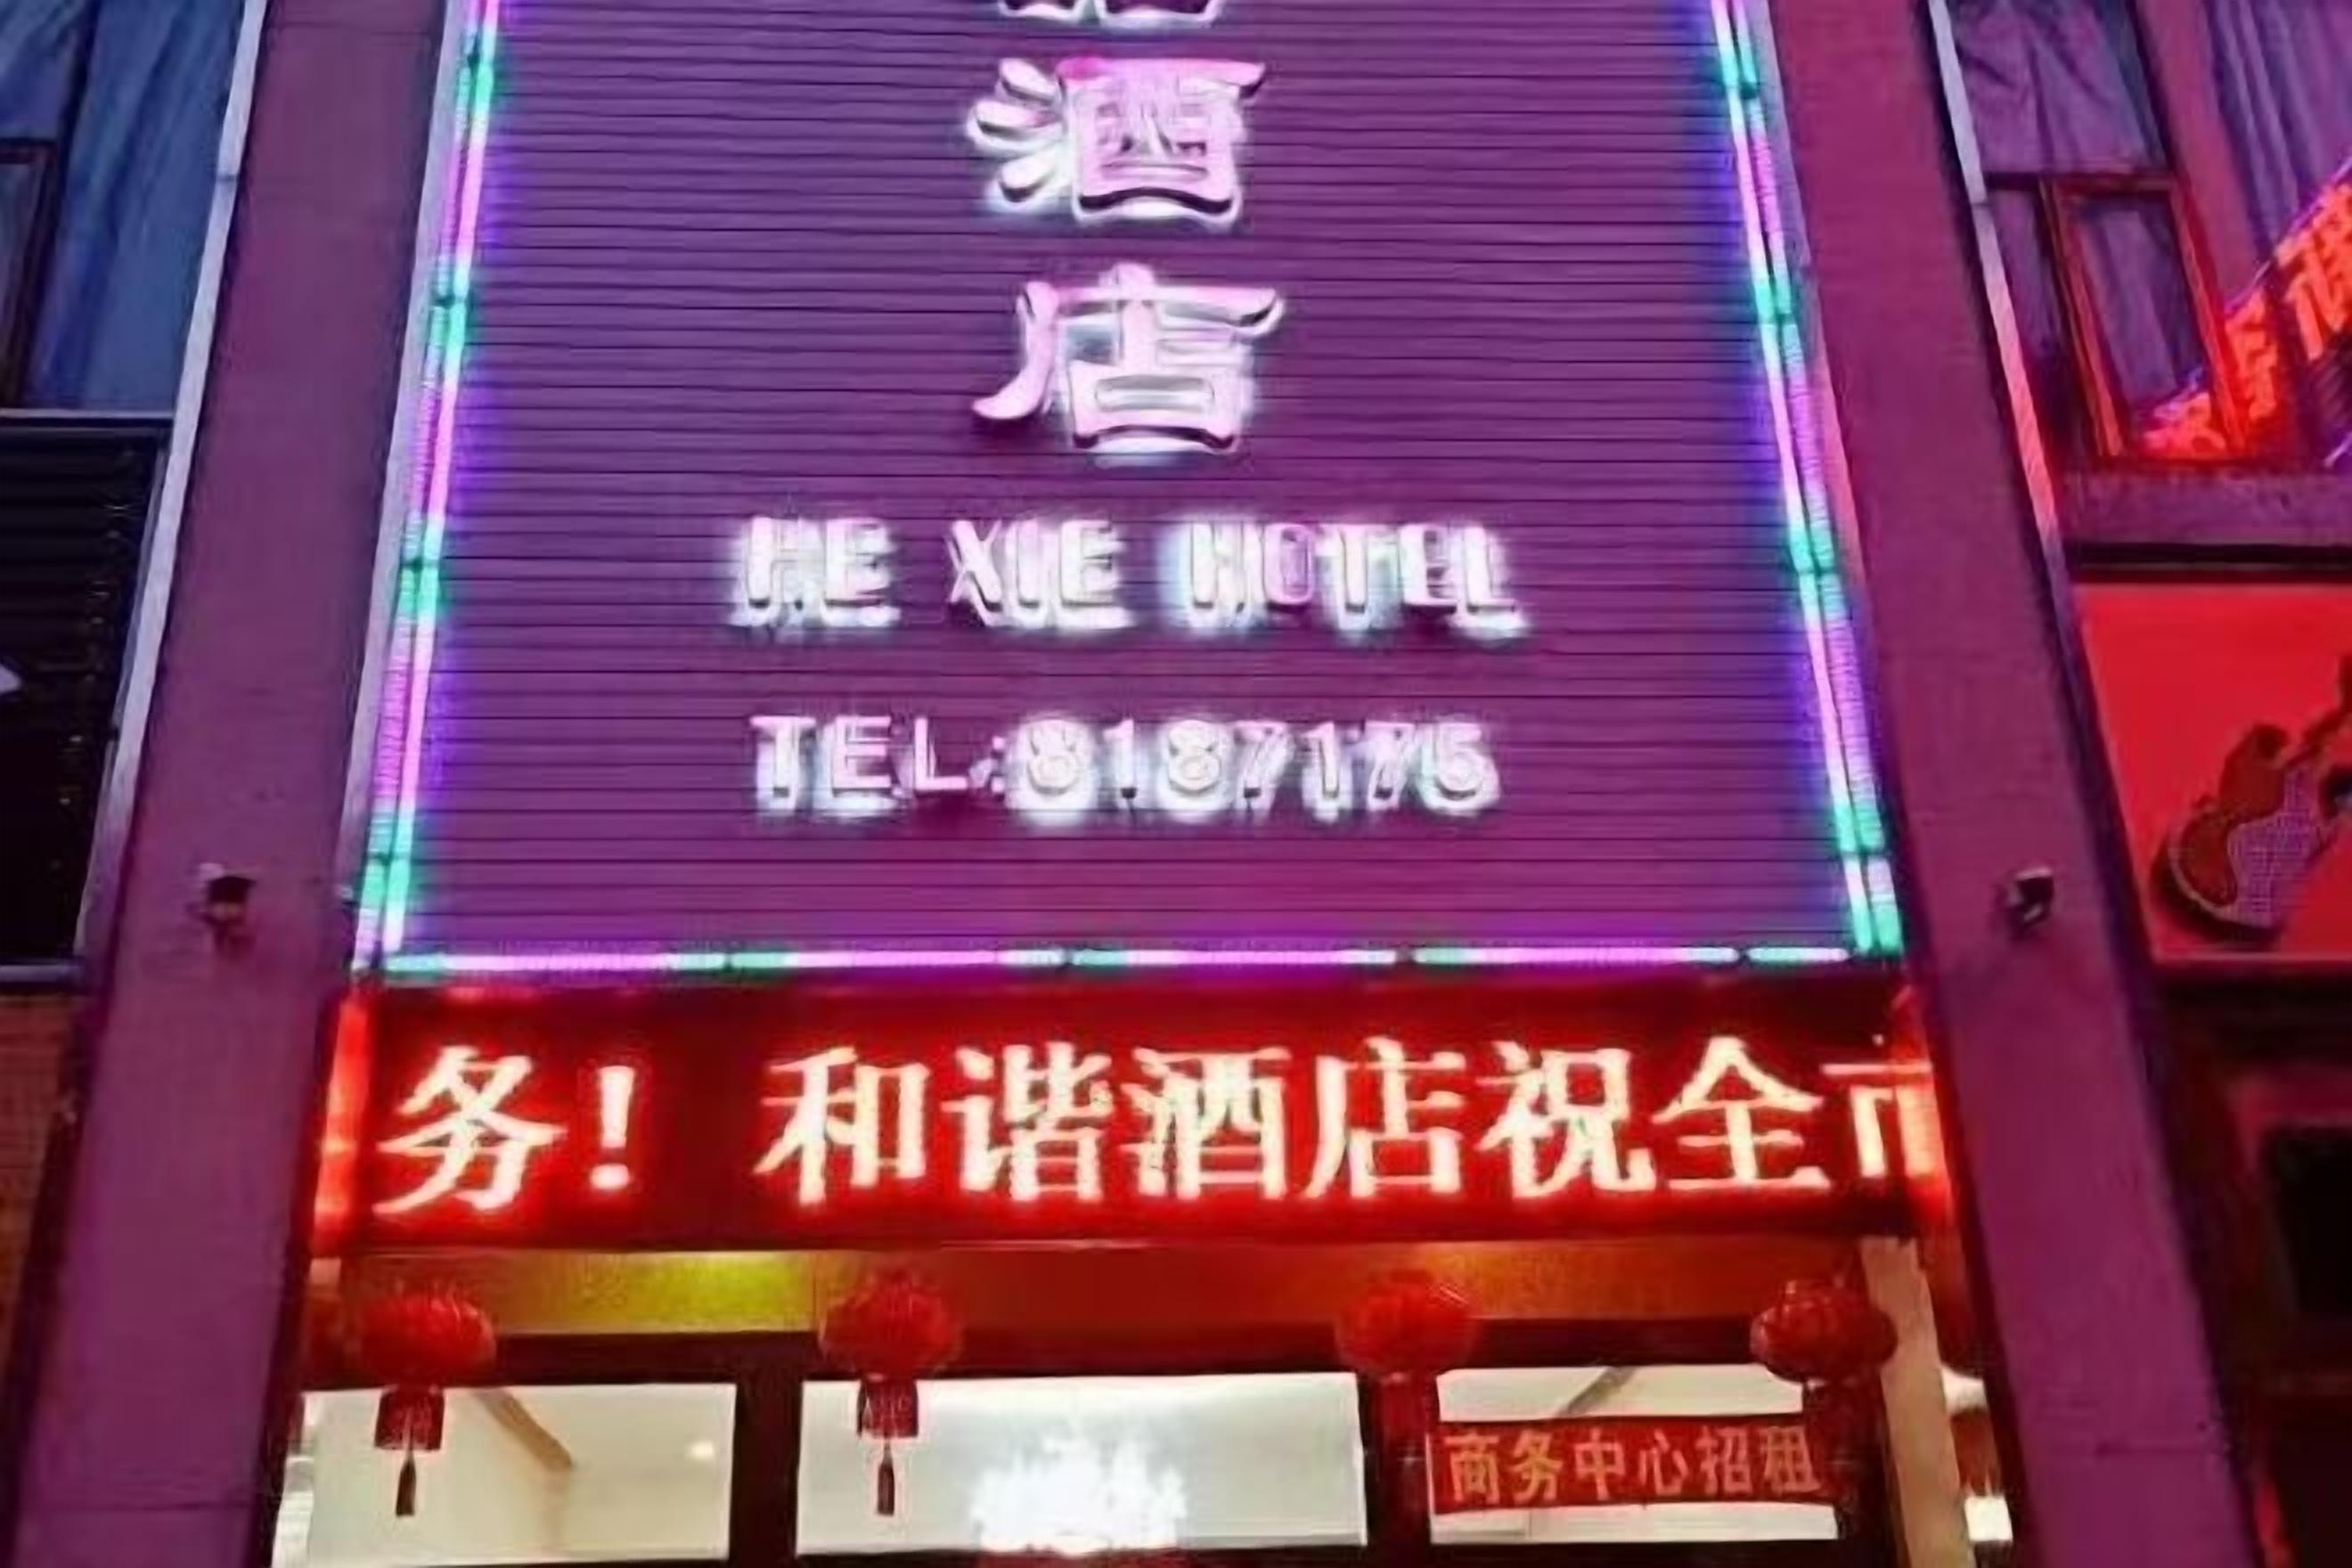 酒
店
HE XIE HOTEL
TEL:8187175
务！和谐酒店祝全市
商务中心招租